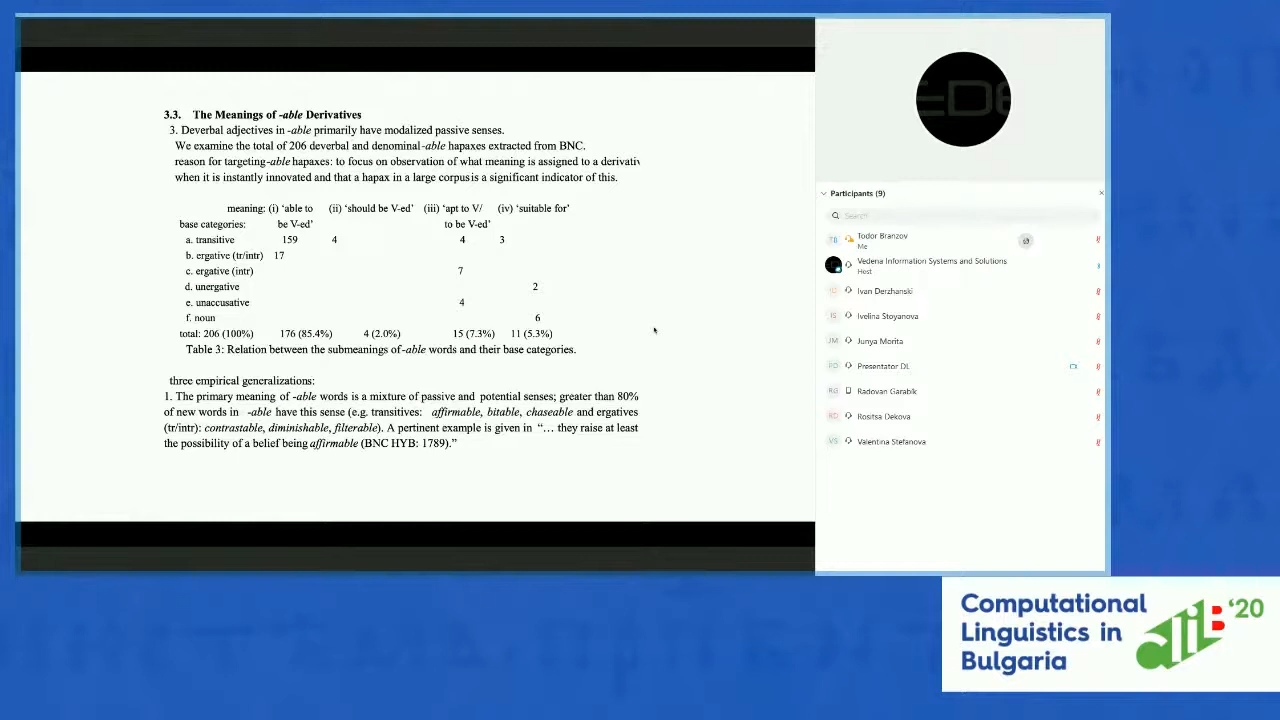 3.3. The Meanings of -able Derivatives
3. Deverbal adjectives in -able primarily have modalized passive senses.
We examine the total of 206 deverbal and denominal-able hapaxes extracted from BNC.
reason for targeting-able hapaxes: to focus on observation of what meaning is assigned to a derivativ
when it is instantly innovated and that a hapax in a large corpus is a significant indicator of this.
meaning: (i) ‘able to (ii) ‘should be V-ed’ (iii) ‘apt to V/ (iv) ‘suitable for’
base categories: be V-ed’ to be V-ed’
a. transitive 159 4 4 3
b. ergative (tr/intr) 17
c. ergative (intr) 7
d. unergative 2
e. unaccusative 4
f. noun 6
total: 206 (100%) 176 (85.4%) 4 (2.0%) 15 (7.3%) 11 (5.3%)
Table 3: Relation between the submeanings of -able words and their base categories.
three empirical generalizations:
1. The primary meaning of -able words is a mixture of passive and potential senses; greater than 80%
of new words in -able have this sense (e.g. transitives: affirmable, bitable, chaseable and ergatives
(tr/intr): contrastable, diminishable, filterable). A pertinent example is given in “… they raise at least
the possibility of a belief being affirmable (BNC HYB: 1789).”
Participants (9)
Search
TB Todor Branzov
Me
Vedena Information Systems and Solutions
Host
ID Ivan Derzhanski
IS Ivelina Stoyanova
JM Junya Morita
PD Presentator DL
RG Radovan Garabík
RD Rositsa Dekova
VS Valentina Stefanova
Computational
Linguistics in
Bulgaria
CLIB '20